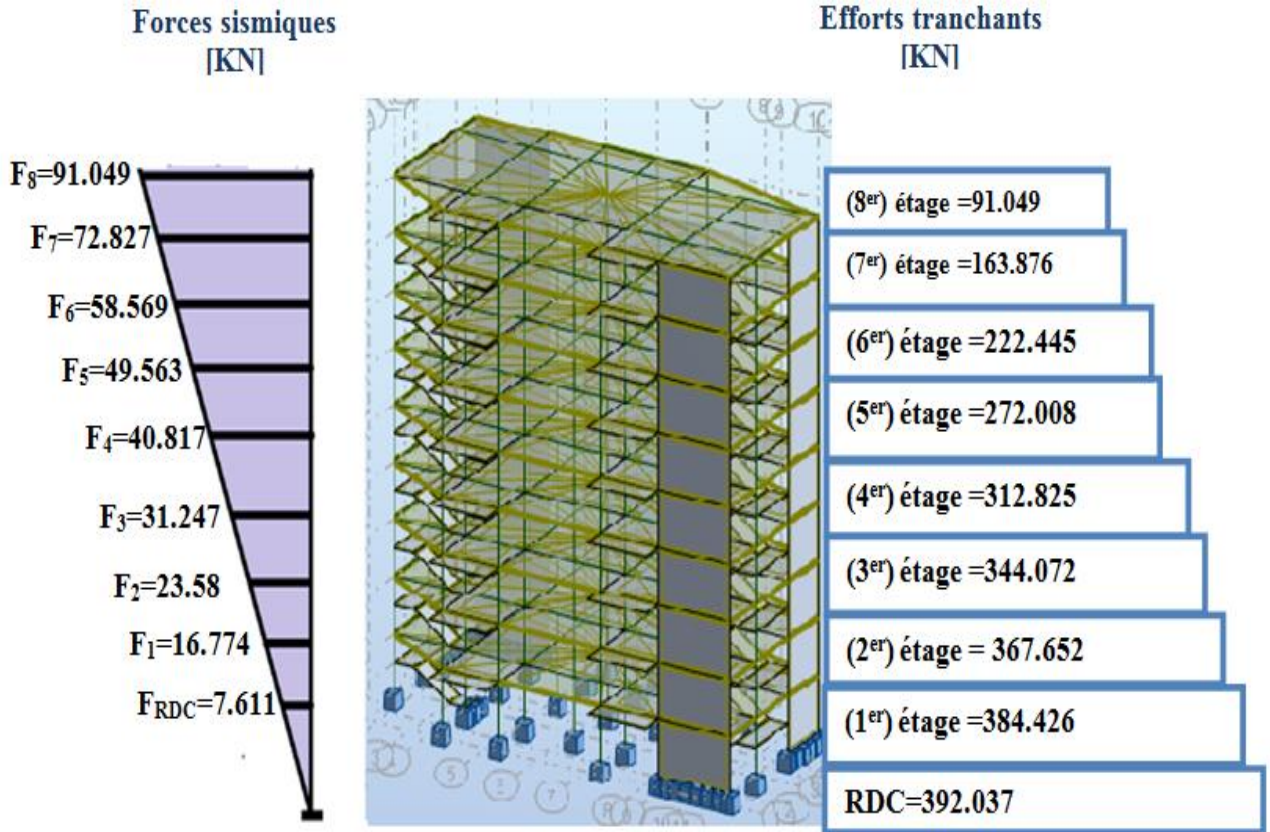 Forces sismiques
[KN]
Efforts tranchants
[KN]
F₈=91.049
F₇=72.827
F₆=58.569
F₅=49.563
F₄=40.817
F₃=31.247
F₂=23.58
F₁=16.774
F_RDC=7.611
(8ᵉʳ) étage =91.049
(7ᵉʳ) étage =163.876
(6ᵉʳ) étage =222.445
(5ᵉʳ) étage =272.008
(4ᵉʳ) étage =312.825
(3ᵉʳ) étage =344.072
(2ᵉʳ) étage = 367.652
(1ᵉʳ) étage =384.426
RDC=392.037
5
7